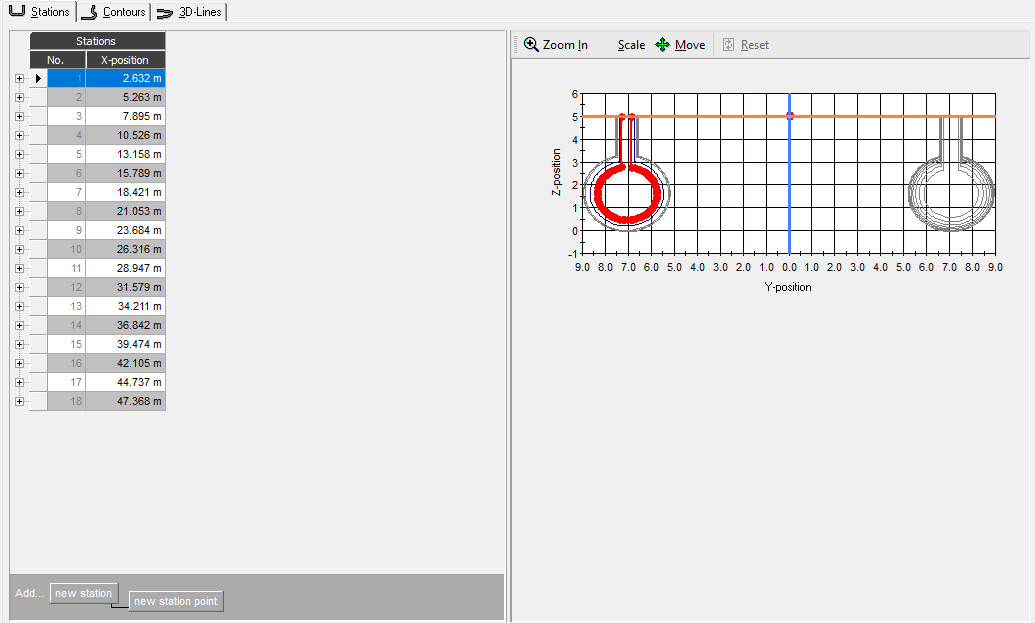 Stations Contours 3D-Lines
Stations
No. X-position
1 2.632 m
2 5.263 m
3 7.895 m
4 10.526 m
5 13.158 m
6 15.789 m
7 18.421 m
8 21.053 m
9 23.684 m
10 26.316 m
11 28.947 m
12 31.579 m
13 34.211 m
14 36.842 m
15 39.474 m
16 42.105 m
17 44.737 m
18 47.368 m
Add... new station
new station point
Zoom In Scale Move Reset
6
5
4
3
2
1
0
-1
Z-position
9.0 8.0 7.0 6.0 5.0 4.0 3.0 2.0 1.0 0.0 1.0 2.0 3.0 4.0 5.0 6.0 7.0 8.0 9.0
Y-position